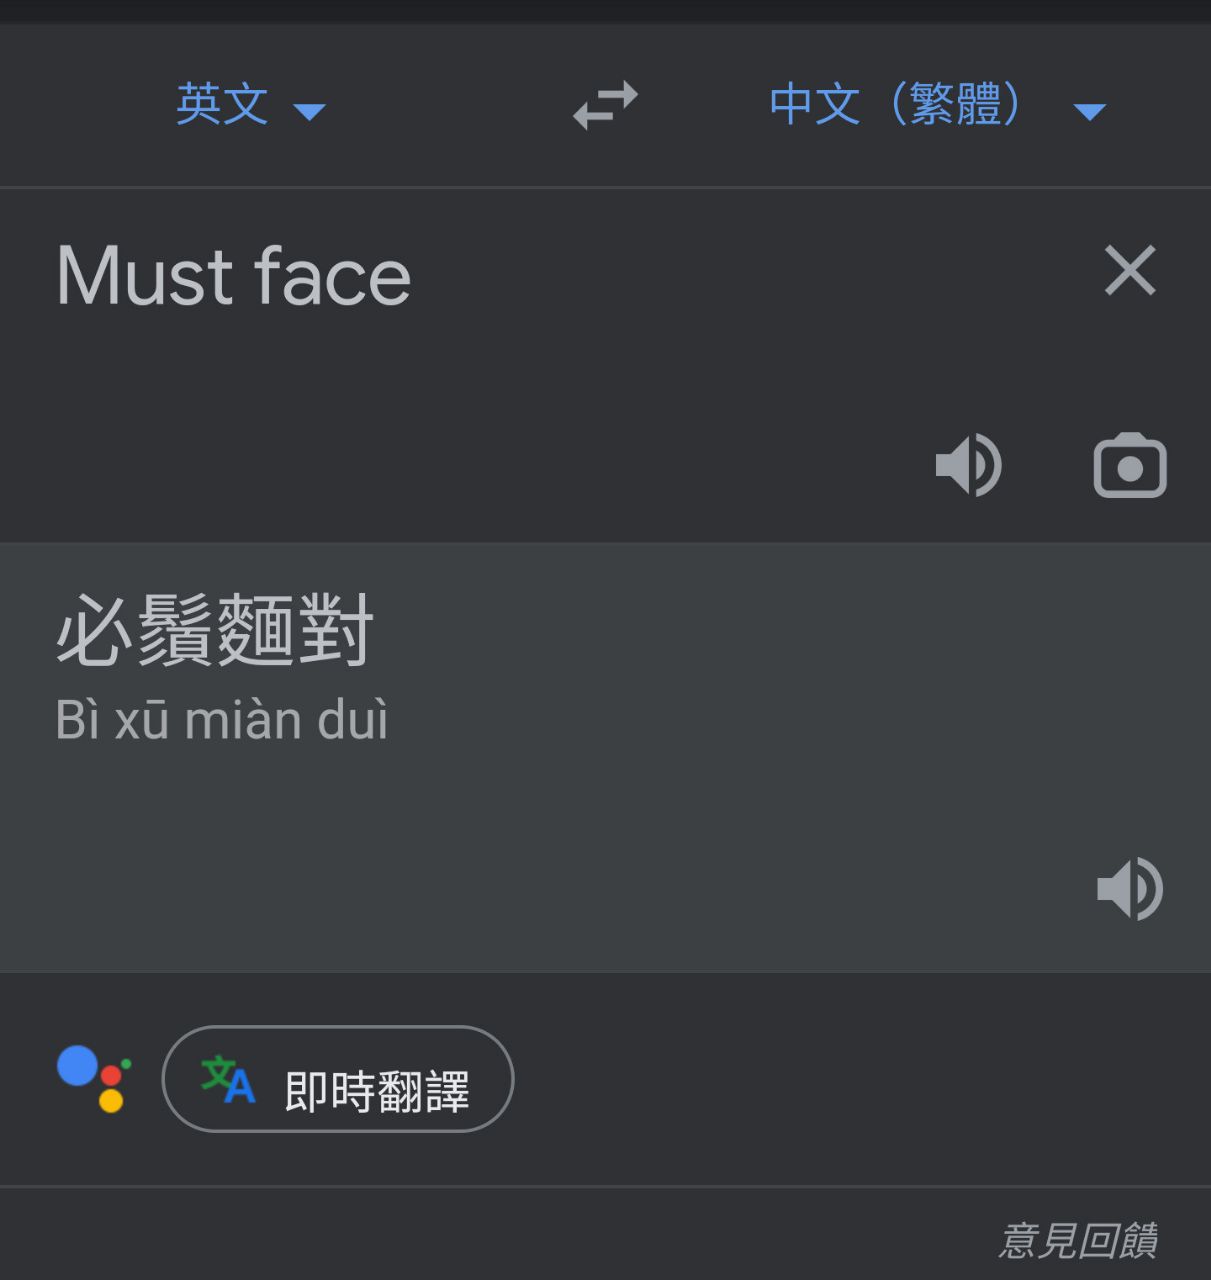 英文 中文（繁體）
Must face
必鬚麵對
Bì xū miàn duì
文A 即時翻譯
意見回饋